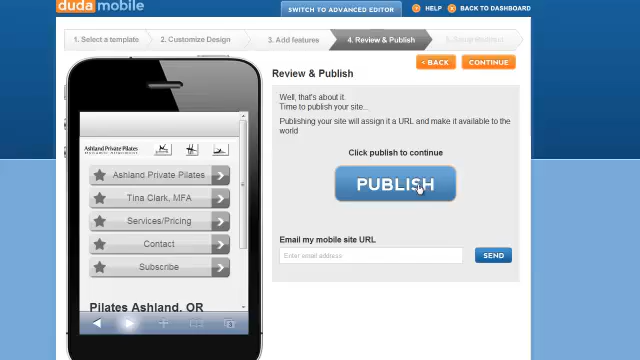 duda mobile
SWITCH TO ADVANCED EDITOR
? HELP
BACK TO DASHBOARD
1. Select a template
2. Customize Design
3. Add features
4. Review & Publish
< BACK
CONTINUE
Review & Publish
Well, that's about it.
Time to publish your site...
Publishing your site will assign it a URL and make it available to the
world
Click publish to continue
PUBLISH
Email my mobile site URL
Enter email address
SEND
Ashland Private Pilates
Ashland Private Pilates
Tina Clark, MFA
Services/Pricing
Contact
Subscribe
Pilates Ashland, OR